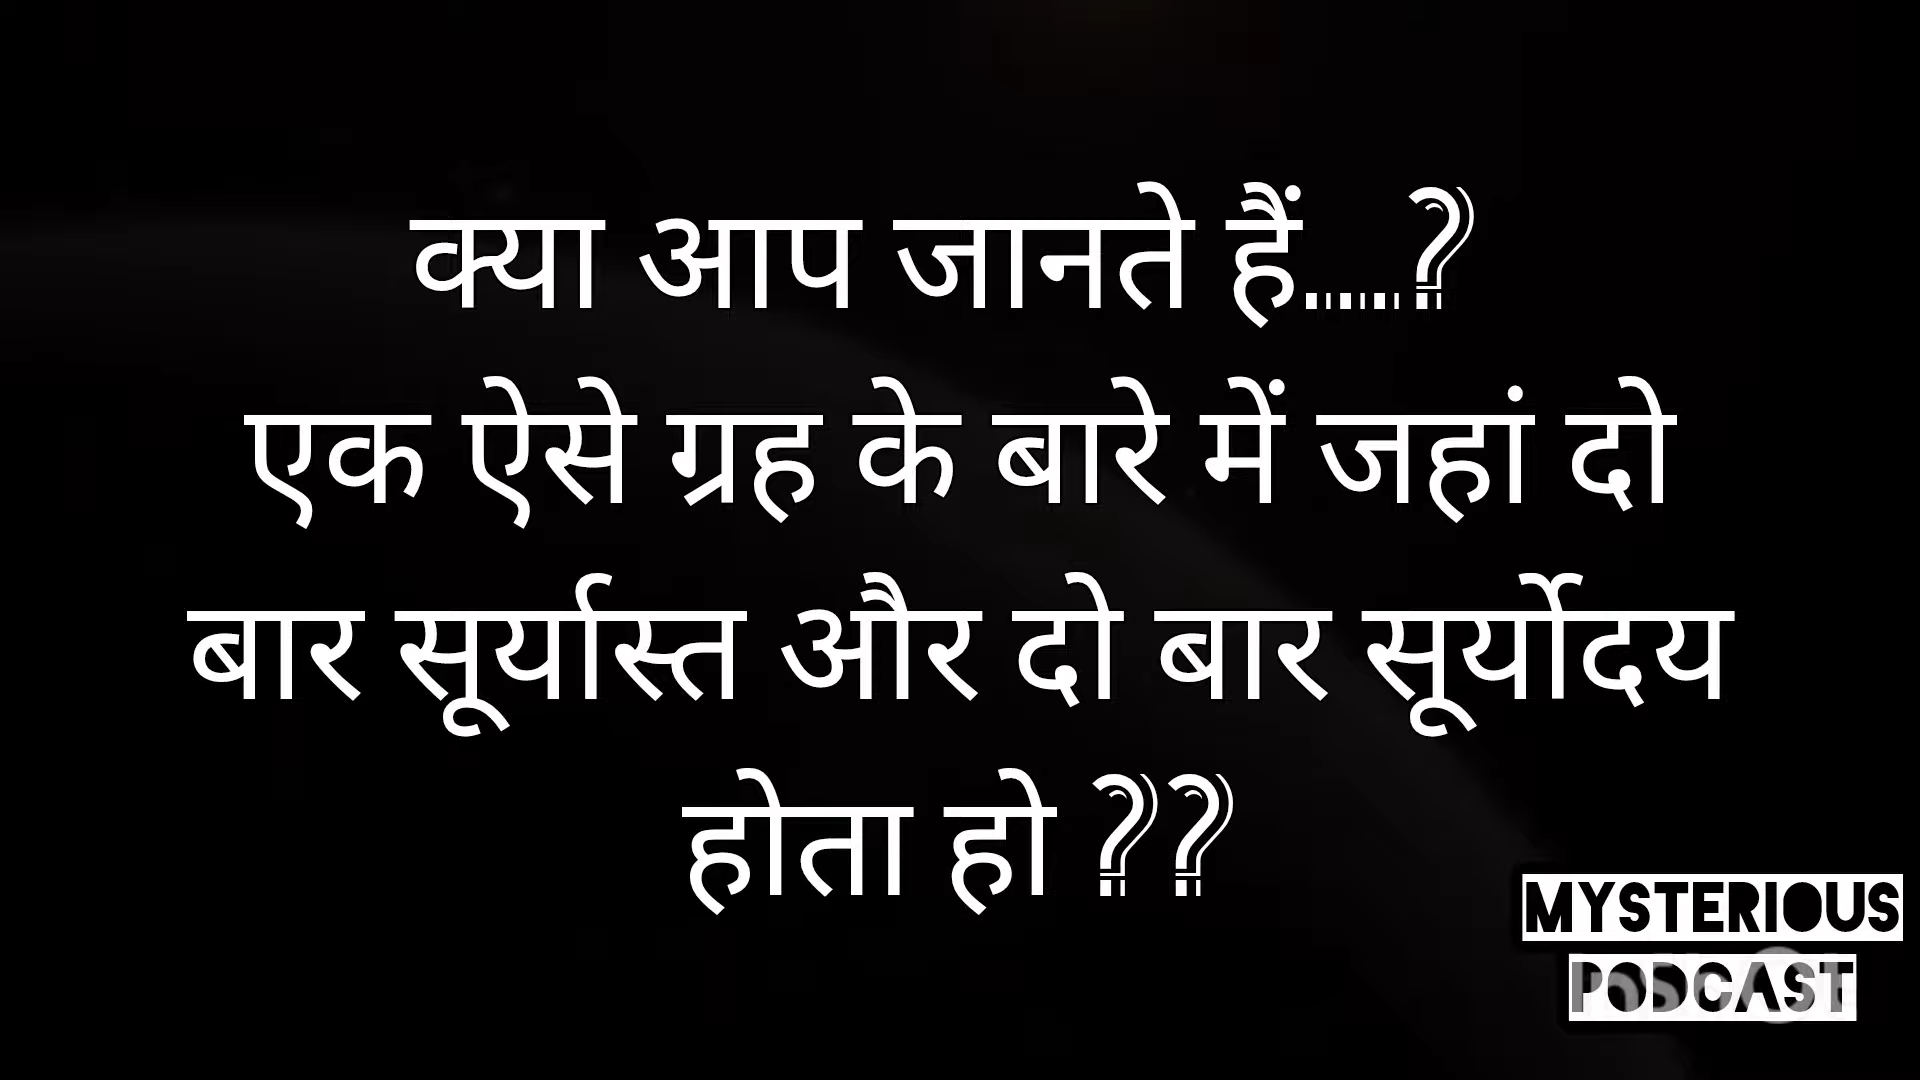 क्या आप जानते हैं.....?
एक ऐसे ग्रह के बारे में जहां दो
बार सूर्यास्त और दो बार सूर्योदय
होता हो ??
MYSTERIOUS
PODCAST